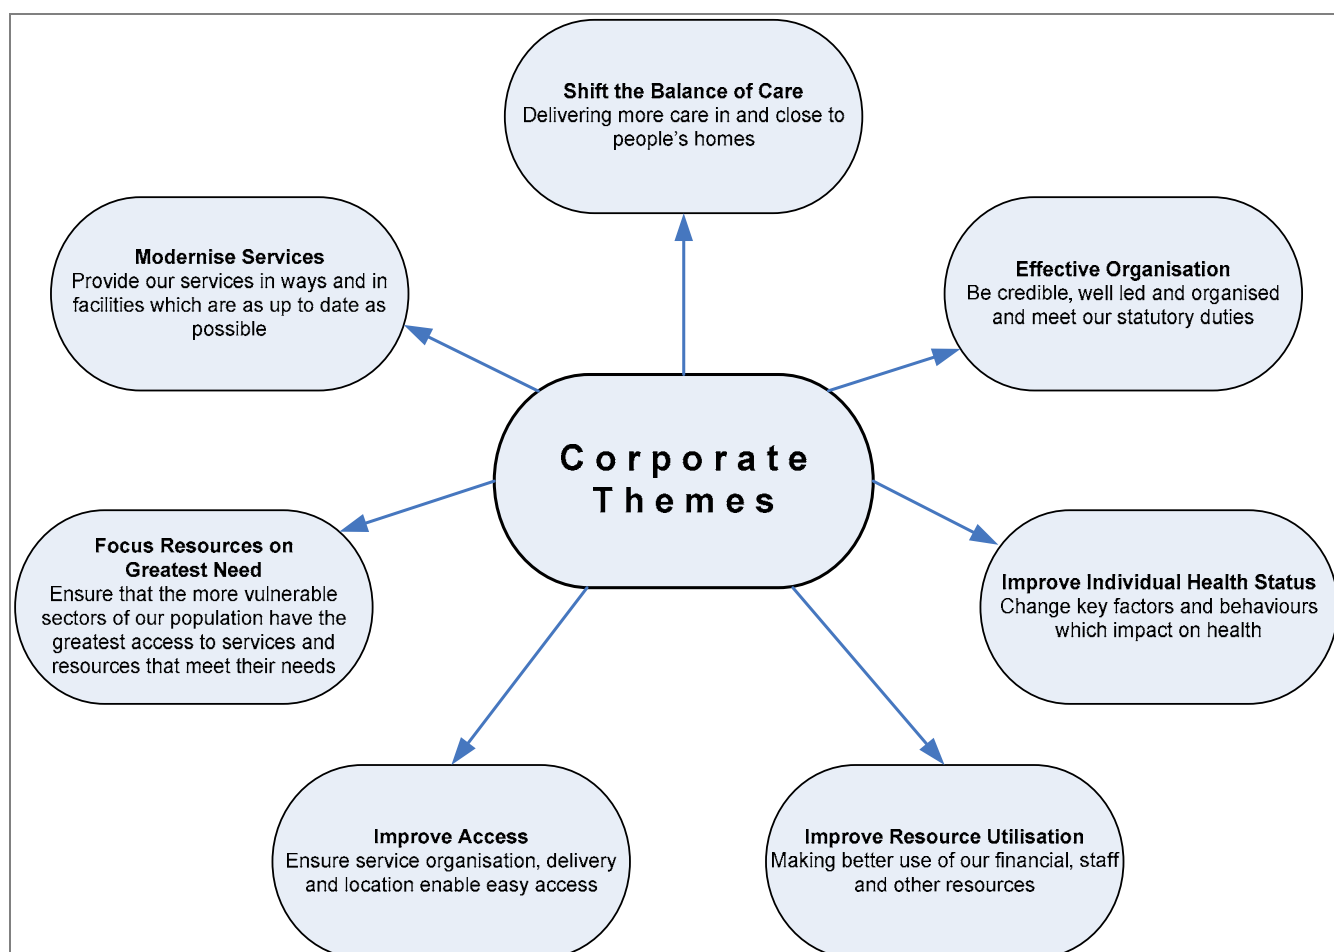 Shift the Balance of Care
Delivering more care in and close to
people's homes
Modernise Services
Provide our services in ways and in
facilities which are as up to date as
possible
Effective Organisation
Be credible, well led and organised
and meet our statutory duties
Corporate
Themes
Focus Resources on
Greatest Need
Ensure that the more vulnerable
sectors of our population have the
greatest access to services and
resources that meet their needs
Improve Individual Health Status
Change key factors and behaviours
which impact on health
Improve Access
Ensure service organisation, delivery
and location enable easy access
Improve Resource Utilisation
Making better use of our financial, staff
and other resources